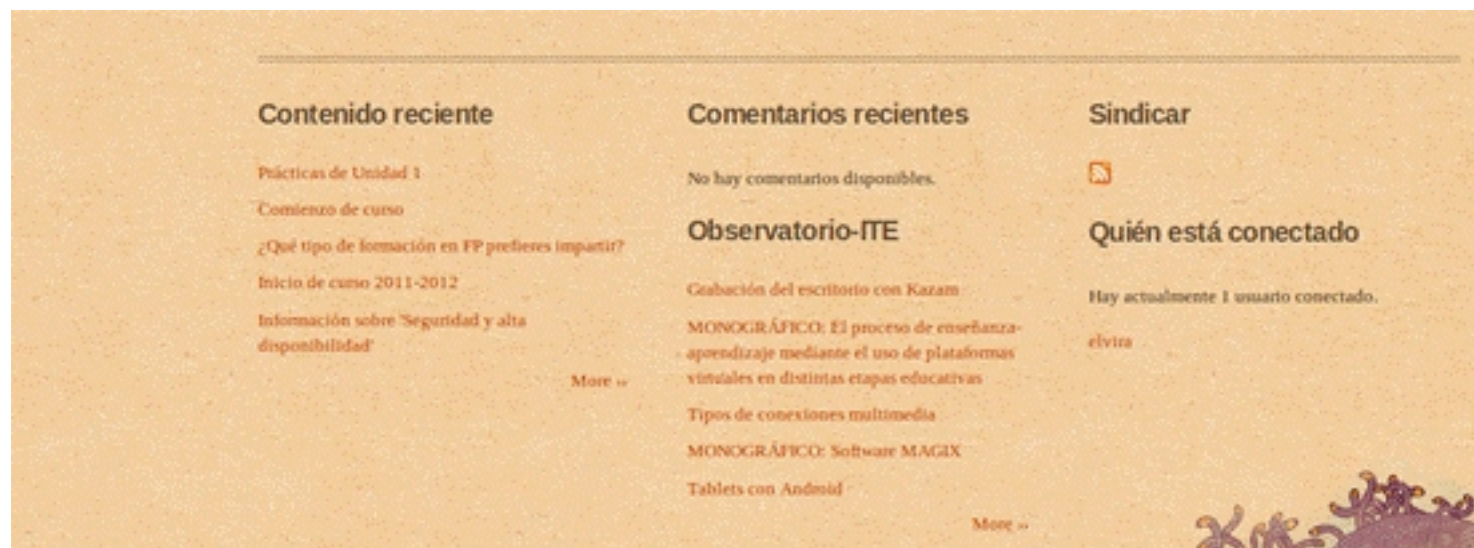 Contenido reciente
Prácticas de Unidad 1
Comienzo de curso
¿Qué tipo de formación en FP prefieres impartir?
Inicio de curso 2011-2012
Información sobre 'Seguridad y alta
disponibilidad'
More ››
Comentarios recientes
No hay comentarios disponibles.
Observatorio-ITE
Grabación del escritorio con Kazam
MONOGRÁFICO: El proceso de enseñanza-
aprendizaje mediante el uso de plataformas
virtuales en distintas etapas educativas
Tipos de conexiones multimedia
MONOGRÁFICO: Software MAGIX
Tablets con Android
More ››
Sindicar
Quién está conectado
Hay actualmente 1 usuario conectado.
elvira